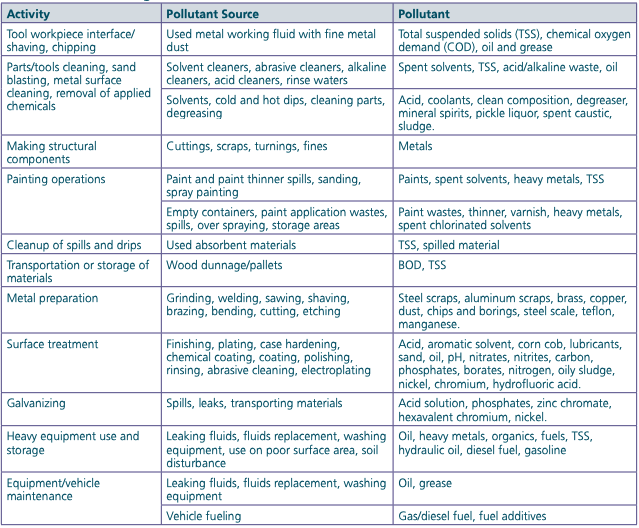 Activity Pollutant Source Pollutant
Tool workpiece interface/
shaving, chipping
Used metal working fluid with fine metal
dust
Total suspended solids (TSS), chemical oxygen
demand (COD), oil and grease
Parts/tools cleaning, sand
blasting, metal surface
cleaning, removal of applied
chemicals
Solvent cleaners, abrasive cleaners, alkaline
cleaners, acid cleaners, rinse waters
Spent solvents, TSS, acid/alkaline waste, oil
Solvents, cold and hot dips, cleaning parts,
degreasing
Acid, coolants, clean composition, degreaser,
mineral spirits, pickle liquor, spent caustic,
sludge.
Making structural
components
Cuttings, scraps, turnings, fines
Metals
Painting operations
Paint and paint thinner spills, sanding,
spray painting
Paints, spent solvents, heavy metals, TSS
Empty containers, paint application wastes,
spills, over spraying, storage areas
Paint wastes, thinner, varnish, heavy metals,
spent chlorinated solvents
Cleanup of spills and drips
Used absorbent materials
TSS, spilled material
Transportation or storage of
materials
Wood dunnage/pallets
BOD, TSS
Metal preparation
Grinding, welding, sawing, shaving,
brazing, bending, cutting, etching
Steel scraps, aluminum scraps, brass, copper,
dust, chips and borings, steel scale, teflon,
manganese.
Surface treatment
Finishing, plating, case hardening,
chemical coating, coating, polishing,
rinsing, abrasive cleaning, electroplating
Acid, aromatic solvent, corn cob, lubricants,
sand, oil, pH, nitrates, nitrites, carbon,
phosphates, borates, nitrogen, oily sludge,
nickel, chromium, hydrofluoric acid.
Galvanizing
Spills, leaks, transporting materials
Acid solution, phosphates, zinc chromate,
hexavalent chromium, nickel.
Heavy equipment use and
storage
Leaking fluids, fluids replacement, washing
equipment, use on poor surface area, soil
disturbance
Oil, heavy metals, organics, fuels, TSS,
hydraulic oil, diesel fuel, gasoline
Equipment/vehicle
maintenance
Leaking fluids, fluids replacement, washing
equipment
Oil, grease
Vehicle fueling
Gas/diesel fuel, fuel additives